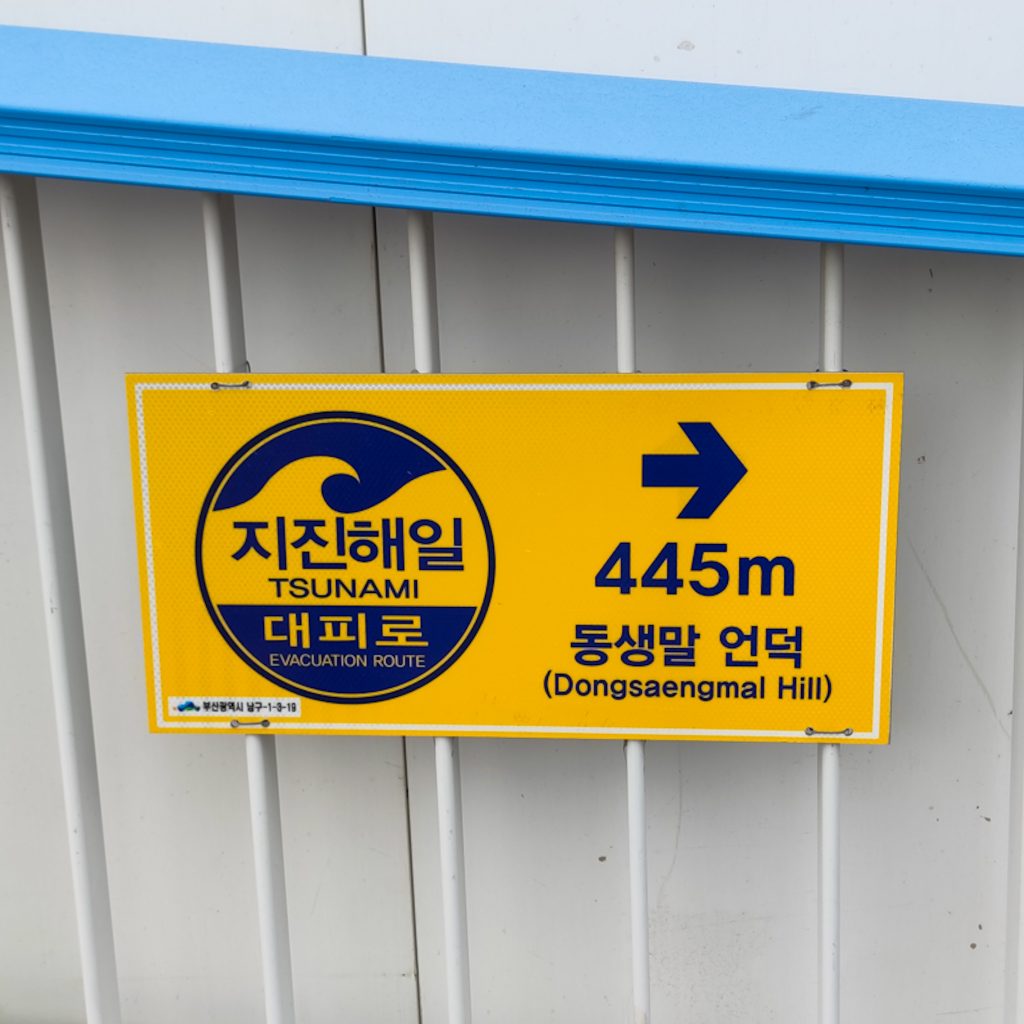 지진해일
TSUNAMI
대피로
EVACUATION ROUTE
부산광역시 남구-1-3-19
445m
동생말 언덕
(Dongsaengmal Hill)